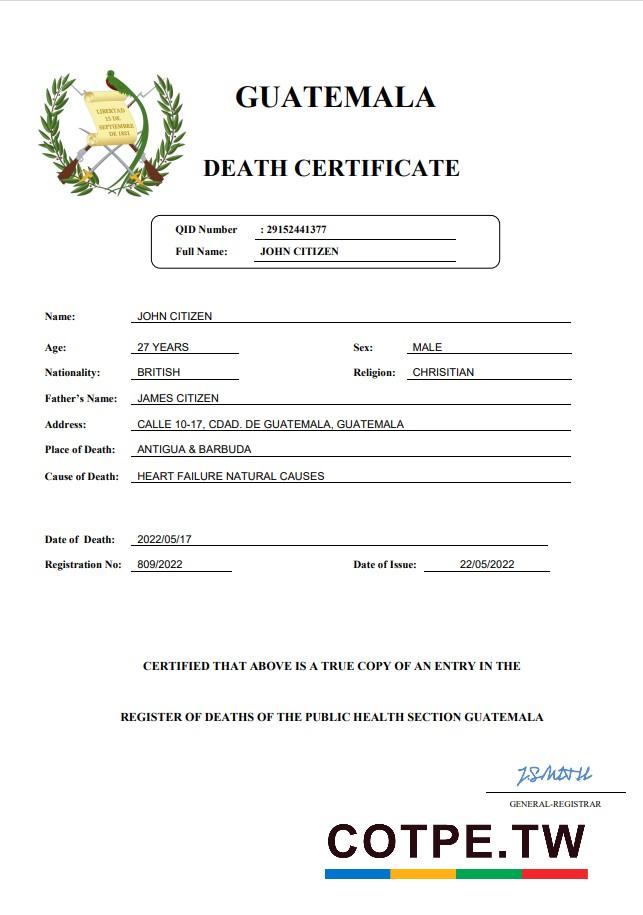 LIBERTAD
15 DE
SEPTIEMBRE
DE 1821
GUATEMALA
DEATH CERTIFICATE
QID Number : 29152441377
Full Name: JOHN CITIZEN
Name: JOHN CITIZEN
Age: 27 YEARS Sex: MALE
Nationality: BRITISH Religion: CHRISITIAN
Father's Name: JAMES CITIZEN
Address: CALLE 10-17, CDAD. DE GUATEMALA, GUATEMALA
Place of Death: ANTIGUA & BARBUDA
Cause of Death: HEART FAILURE NATURAL CAUSES
Date of Death: 2022/05/17
Registration No: 809/2022 Date of Issue: 22/05/2022
CERTIFIED THAT ABOVE IS A TRUE COPY OF AN ENTRY IN THE
REGISTER OF DEATHS OF THE PUBLIC HEALTH SECTION GUATEMALA
GENERAL-REGISTRAR
COTPE.TW